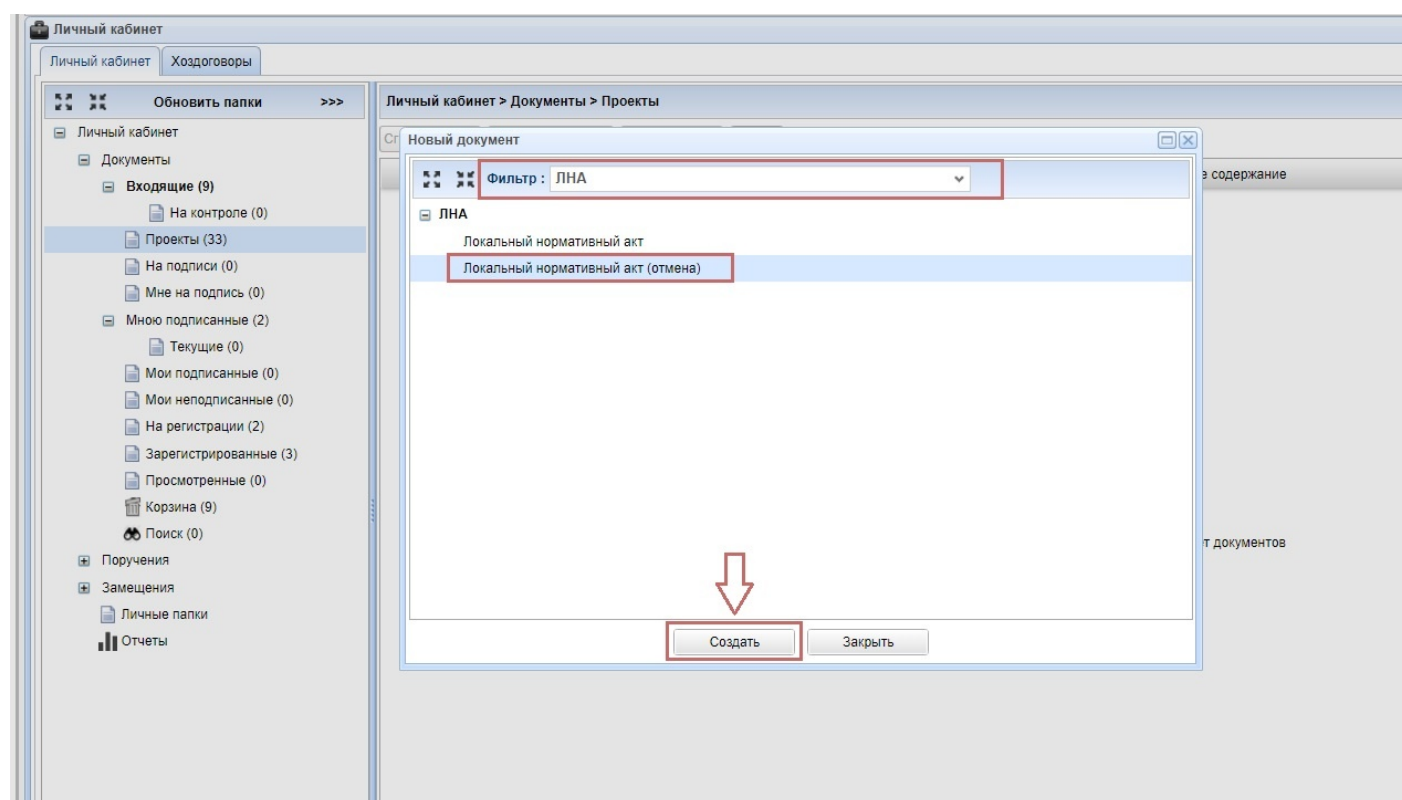 Личный кабинет
Личный кабинет Хоздоговоры
Обновить папки >>>
Личный кабинет
Документы
Входящие (9)
На контроле (0)
Проекты (33)
На подписи (0)
Мне на подпись (0)
Мною подписанные (2)
Текущие (0)
Мои подписанные (0)
Мои неподписанные (0)
На регистрации (2)
Зарегистрированные (3)
Просмотренные (0)
Корзина (9)
Поиск (0)
Поручения
Замещения
Личные папки
Отчеты
Личный кабинет > Документы > Проекты
Новый документ
Фильтр : ЛНА
ЛНА
Локальный нормативный акт
Локальный нормативный акт (отмена)
Создать Закрыть
содержание
документов